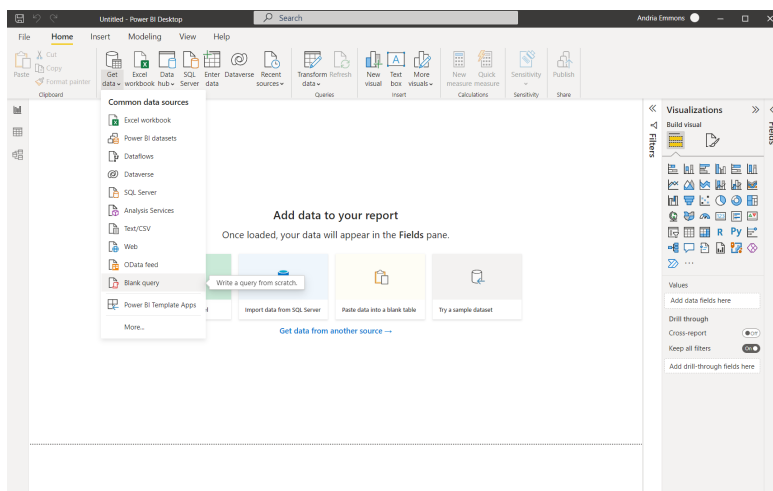 Untitled - Power BI Desktop
Search
Andria Emmons
File Home Insert Modeling View Help
Paste
Cut
Copy
Format painter
Clipboard
Get data
Excel workbook
Data hub
SQL Server
Enter data
Dataverse
Recent sources
Transform data
Refresh
Queries
New visual
Text box
More visuals
Insert
New measure
Quick measure
Calculations
Sensitivity
Sensitivity
Publish
Share
Common data sources
Excel workbook
Power BI datasets
Dataflows
Dataverse
SQL Server
Analysis Services
Text/CSV
Web
OData feed
Blank query
Write a query from scratch.
Power BI Template Apps
More...
Add data to your report
Once loaded, your data will appear in the Fields pane.
Import data from SQL Server
Paste data into a blank table
Try a sample dataset
Get data from another source →
Filters
Visualizations
Build visual
R Py
Values
Add data fields here
Drill through
Cross-report
Off
Keep all filters
On
Add drill-through fields here
Fields